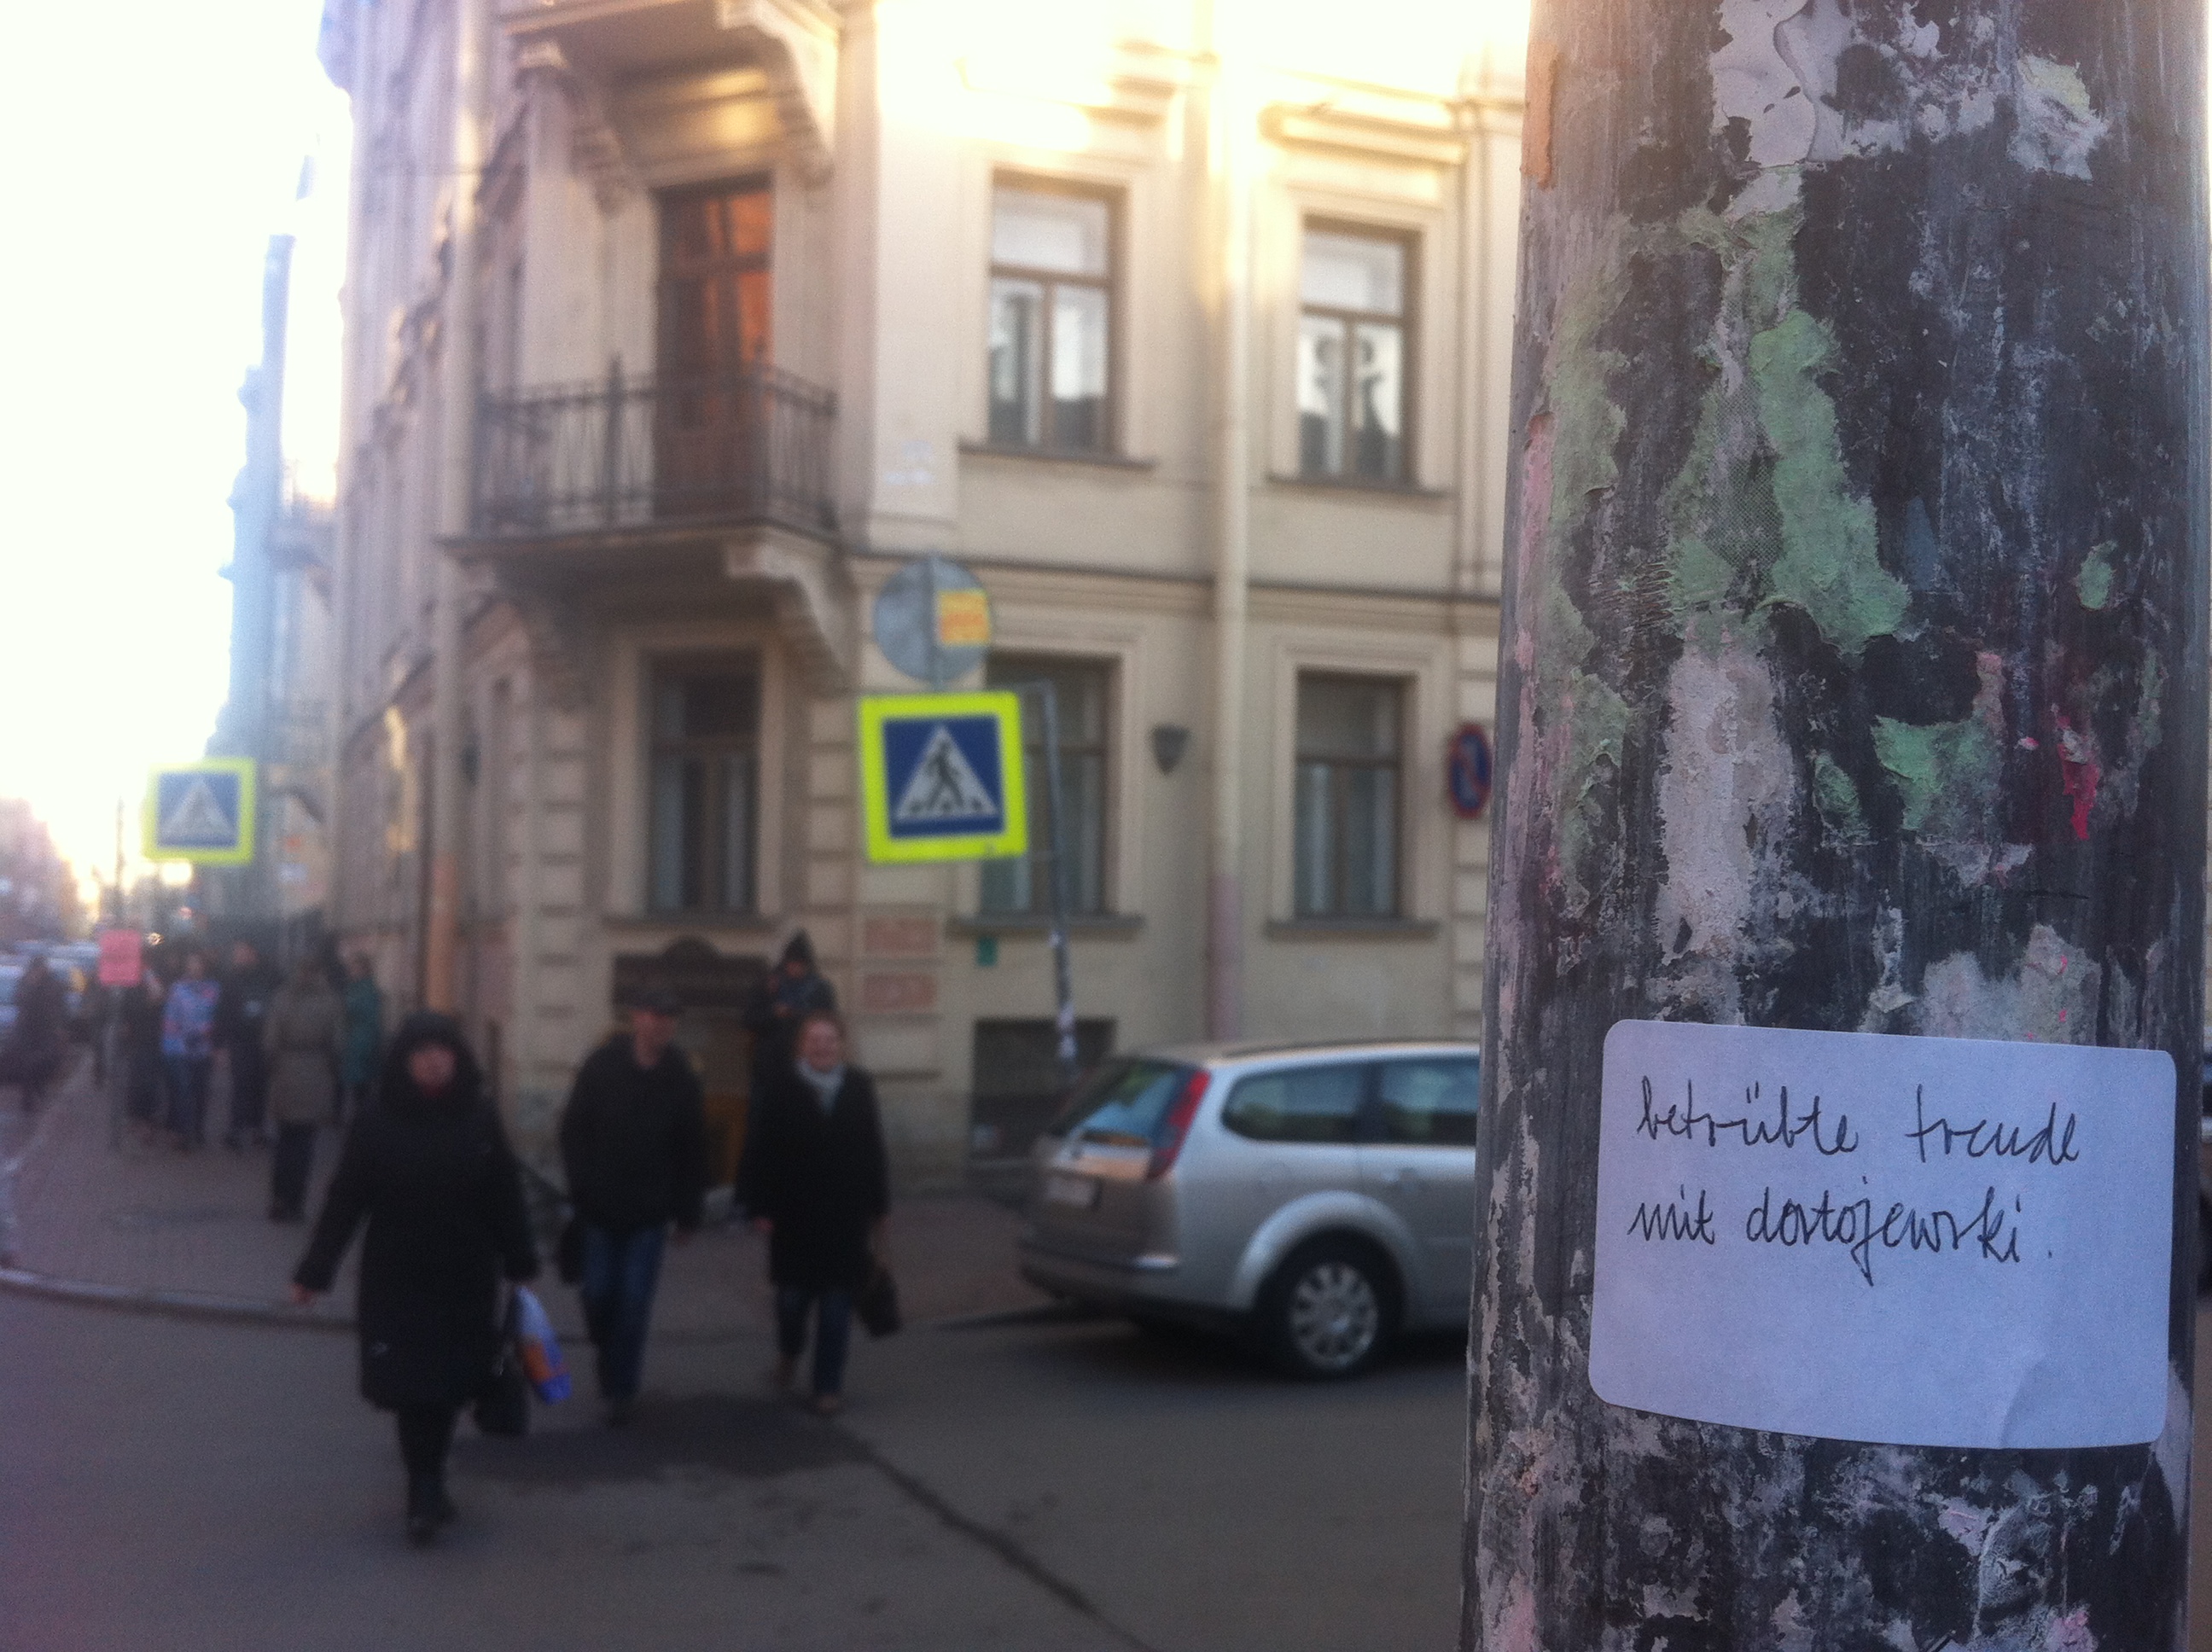 betrübte freude
mit dostojewski.